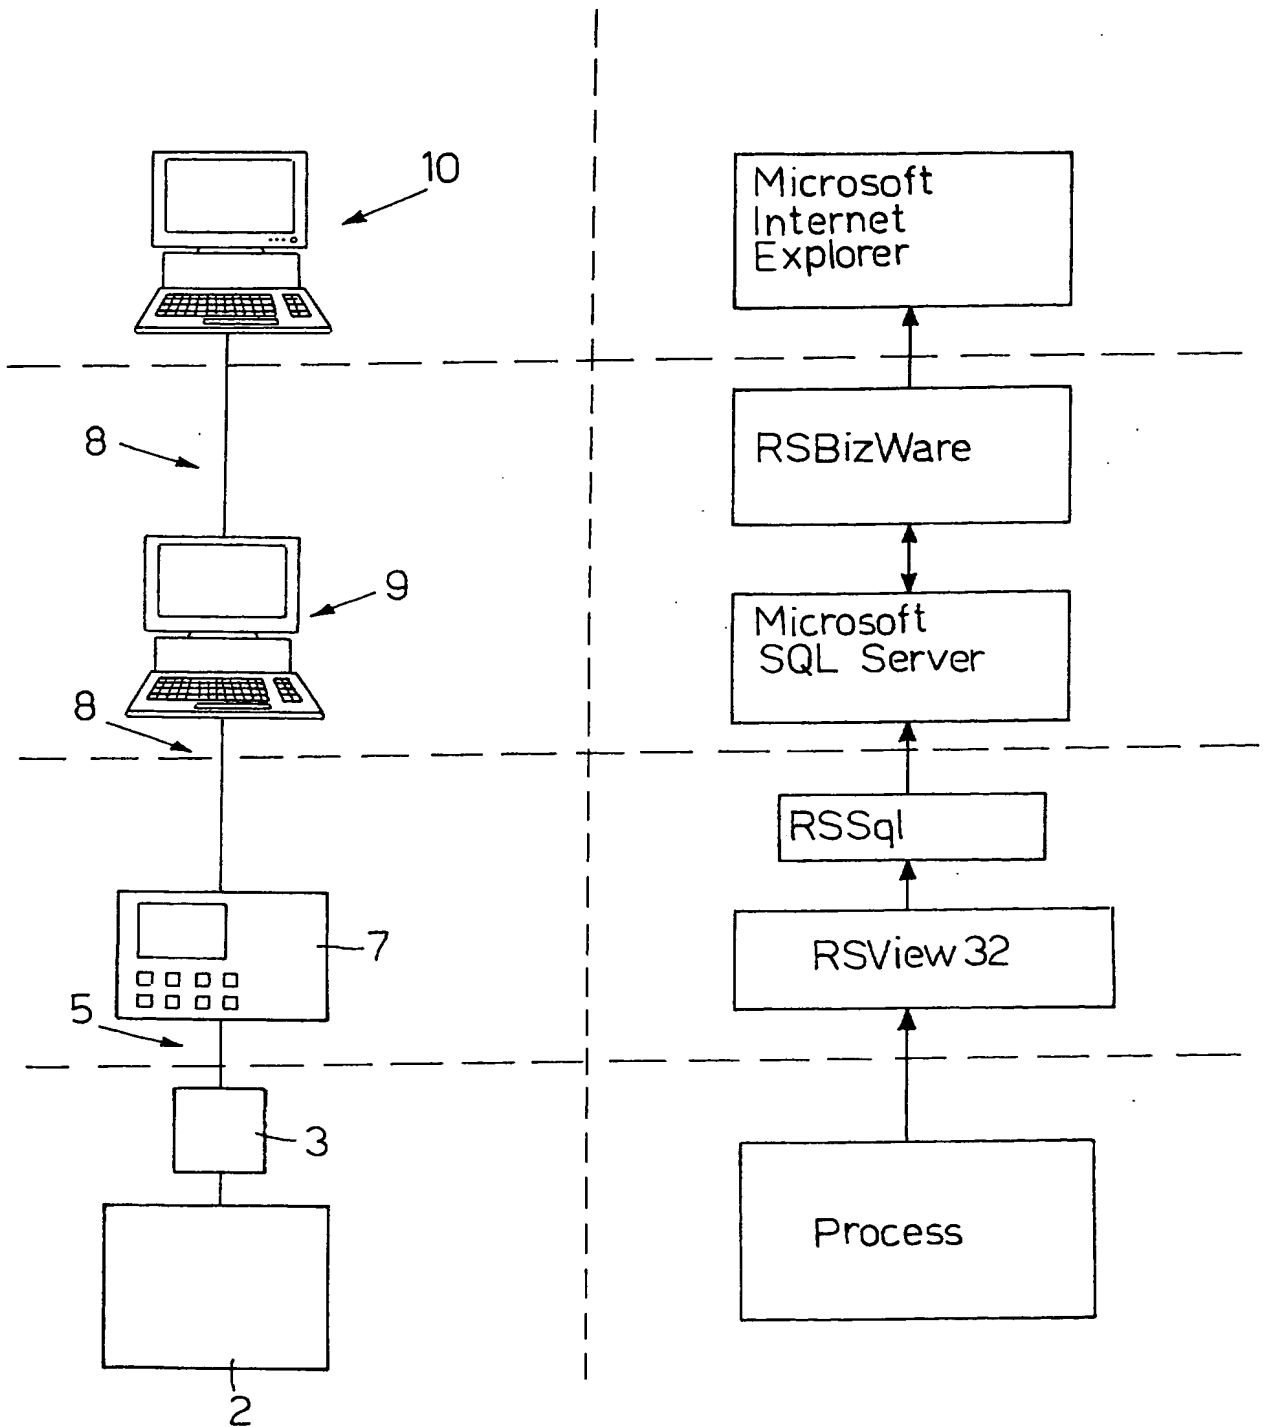 10
Microsoft
Internet
Explorer
8
RSBizWare
9
Microsoft
SQL Server
8
RSSql
7
RSView32
5
3
Process
2